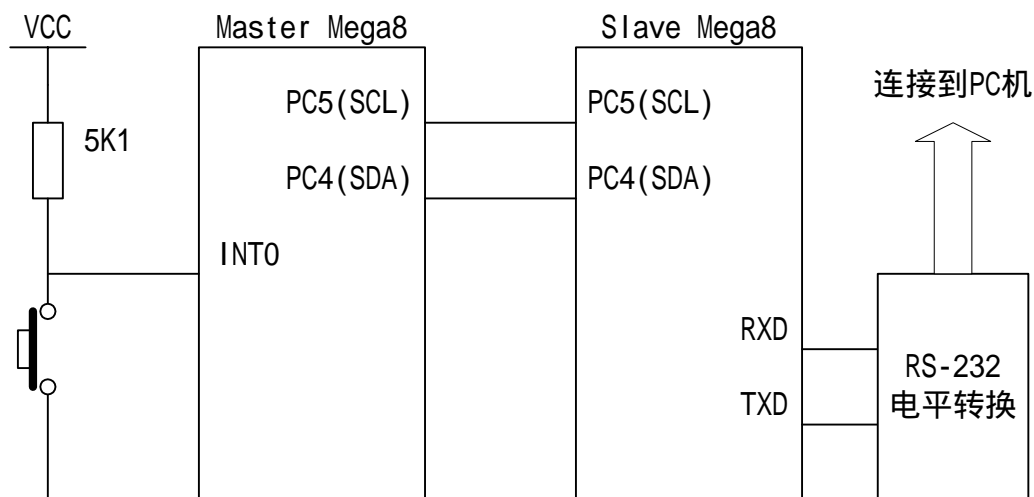 VCC
Master Mega8
Slave Mega8
连接到PC机
5K1
PC5(SCL)
PC5(SCL)
PC4(SDA)
PC4(SDA)
INT0
RXD
TXD
RS-232
电平转换